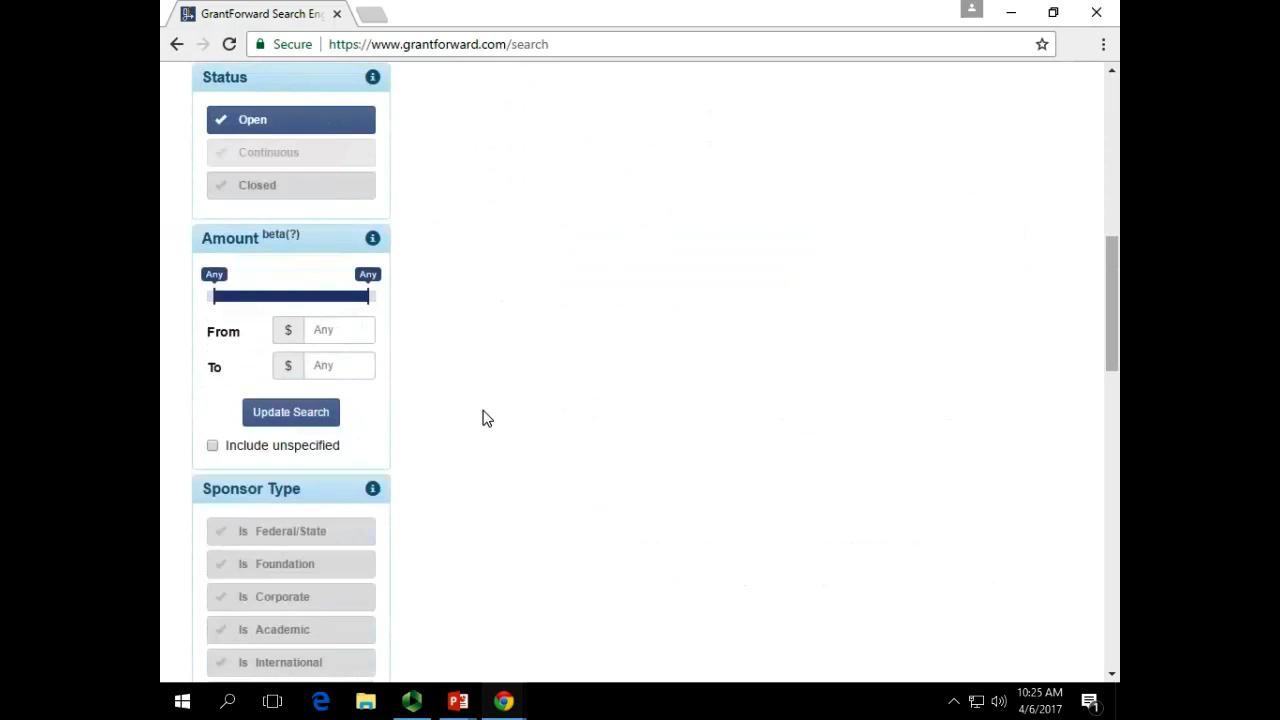 GrantForward Search Eng
Secure
https://www.grantforward.com/search
Status
Open
Continuous
Closed
Amount beta(?)
Any
Any
From $ Any
To $ Any
Update Search
Include unspecified
Sponsor Type
Is Federal/State
Is Foundation
Is Corporate
Is Academic
Is International
10:25 AM
4/6/2017
1